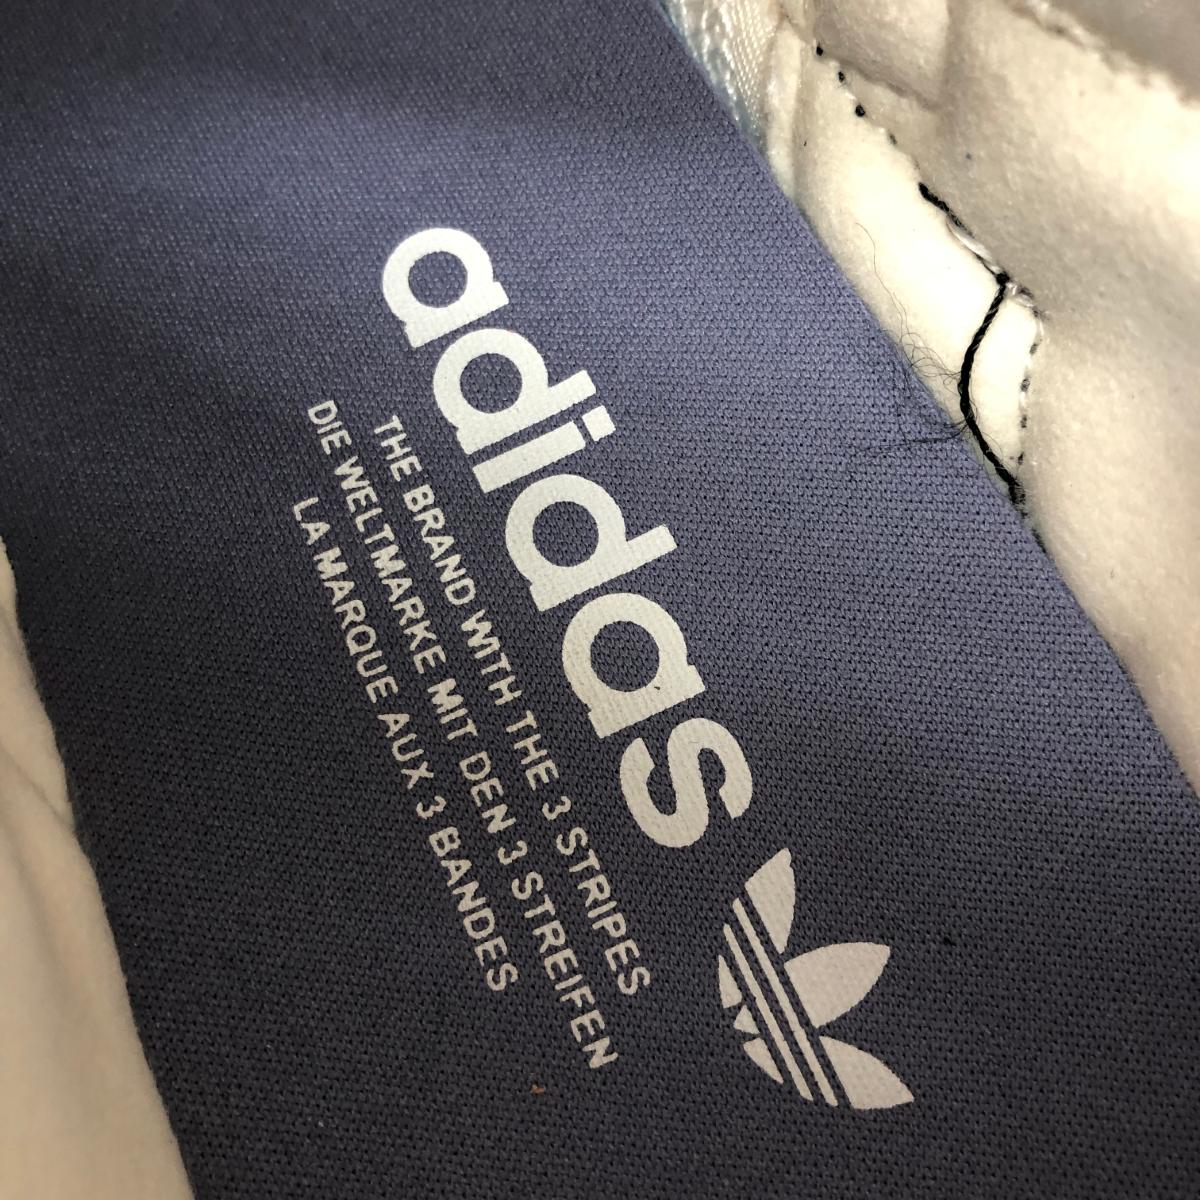 adidas
THE BRAND WITH THE 3 STRIPES
DIE WELTMARKE MIT DEN 3 STREIFEN
LA MARQUE AUX 3 BANDES